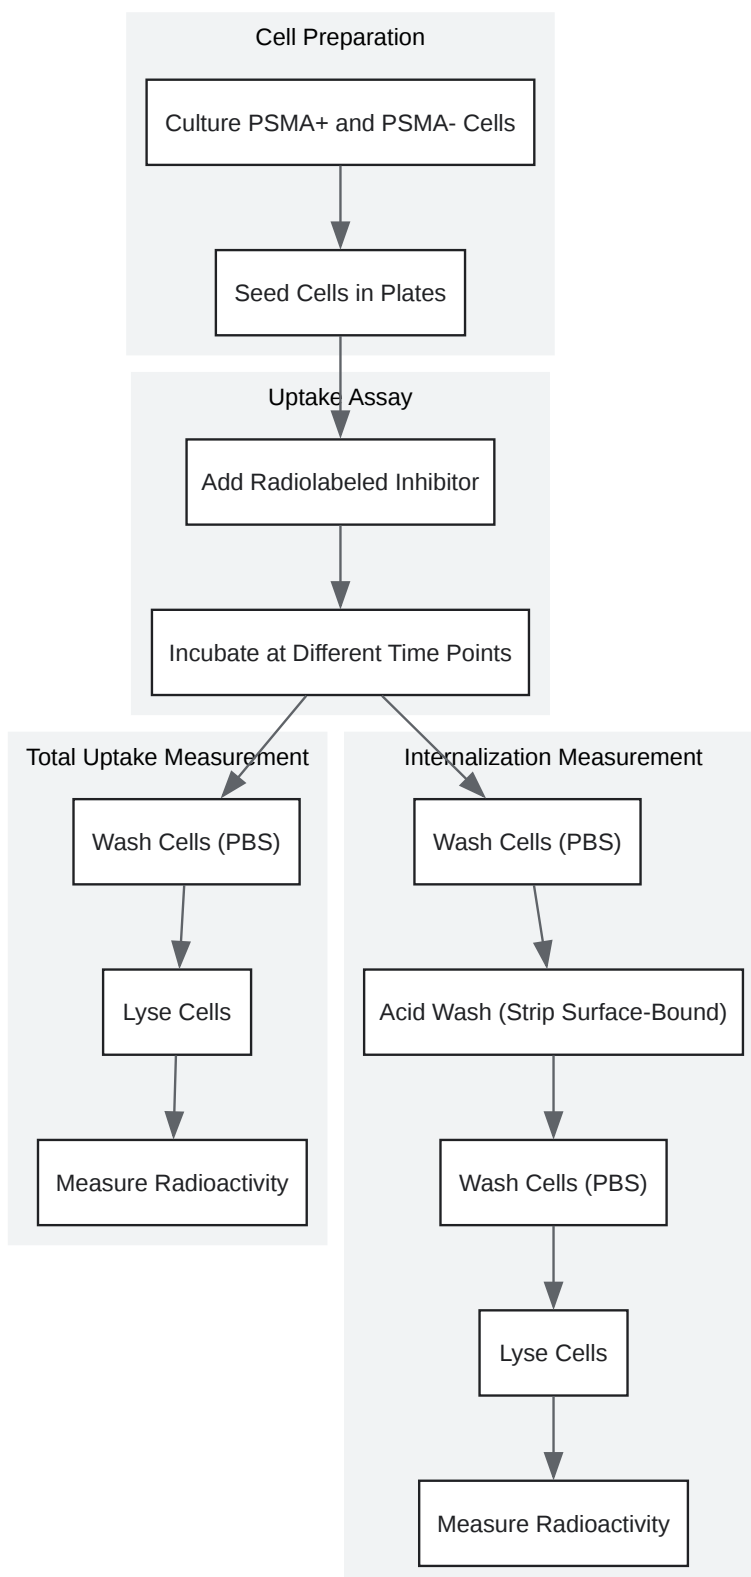 Cell Preparation
Culture PSMA+ and PSMA- Cells
Seed Cells in Plates
Uptake Assay
Add Radiolabeled Inhibitor
Incubate at Different Time Points
Total Uptake Measurement
Wash Cells (PBS)
Lyse Cells
Measure Radioactivity
Internalization Measurement
Wash Cells (PBS)
Acid Wash (Strip Surface-Bound)
Wash Cells (PBS)
Lyse Cells
Measure Radioactivity